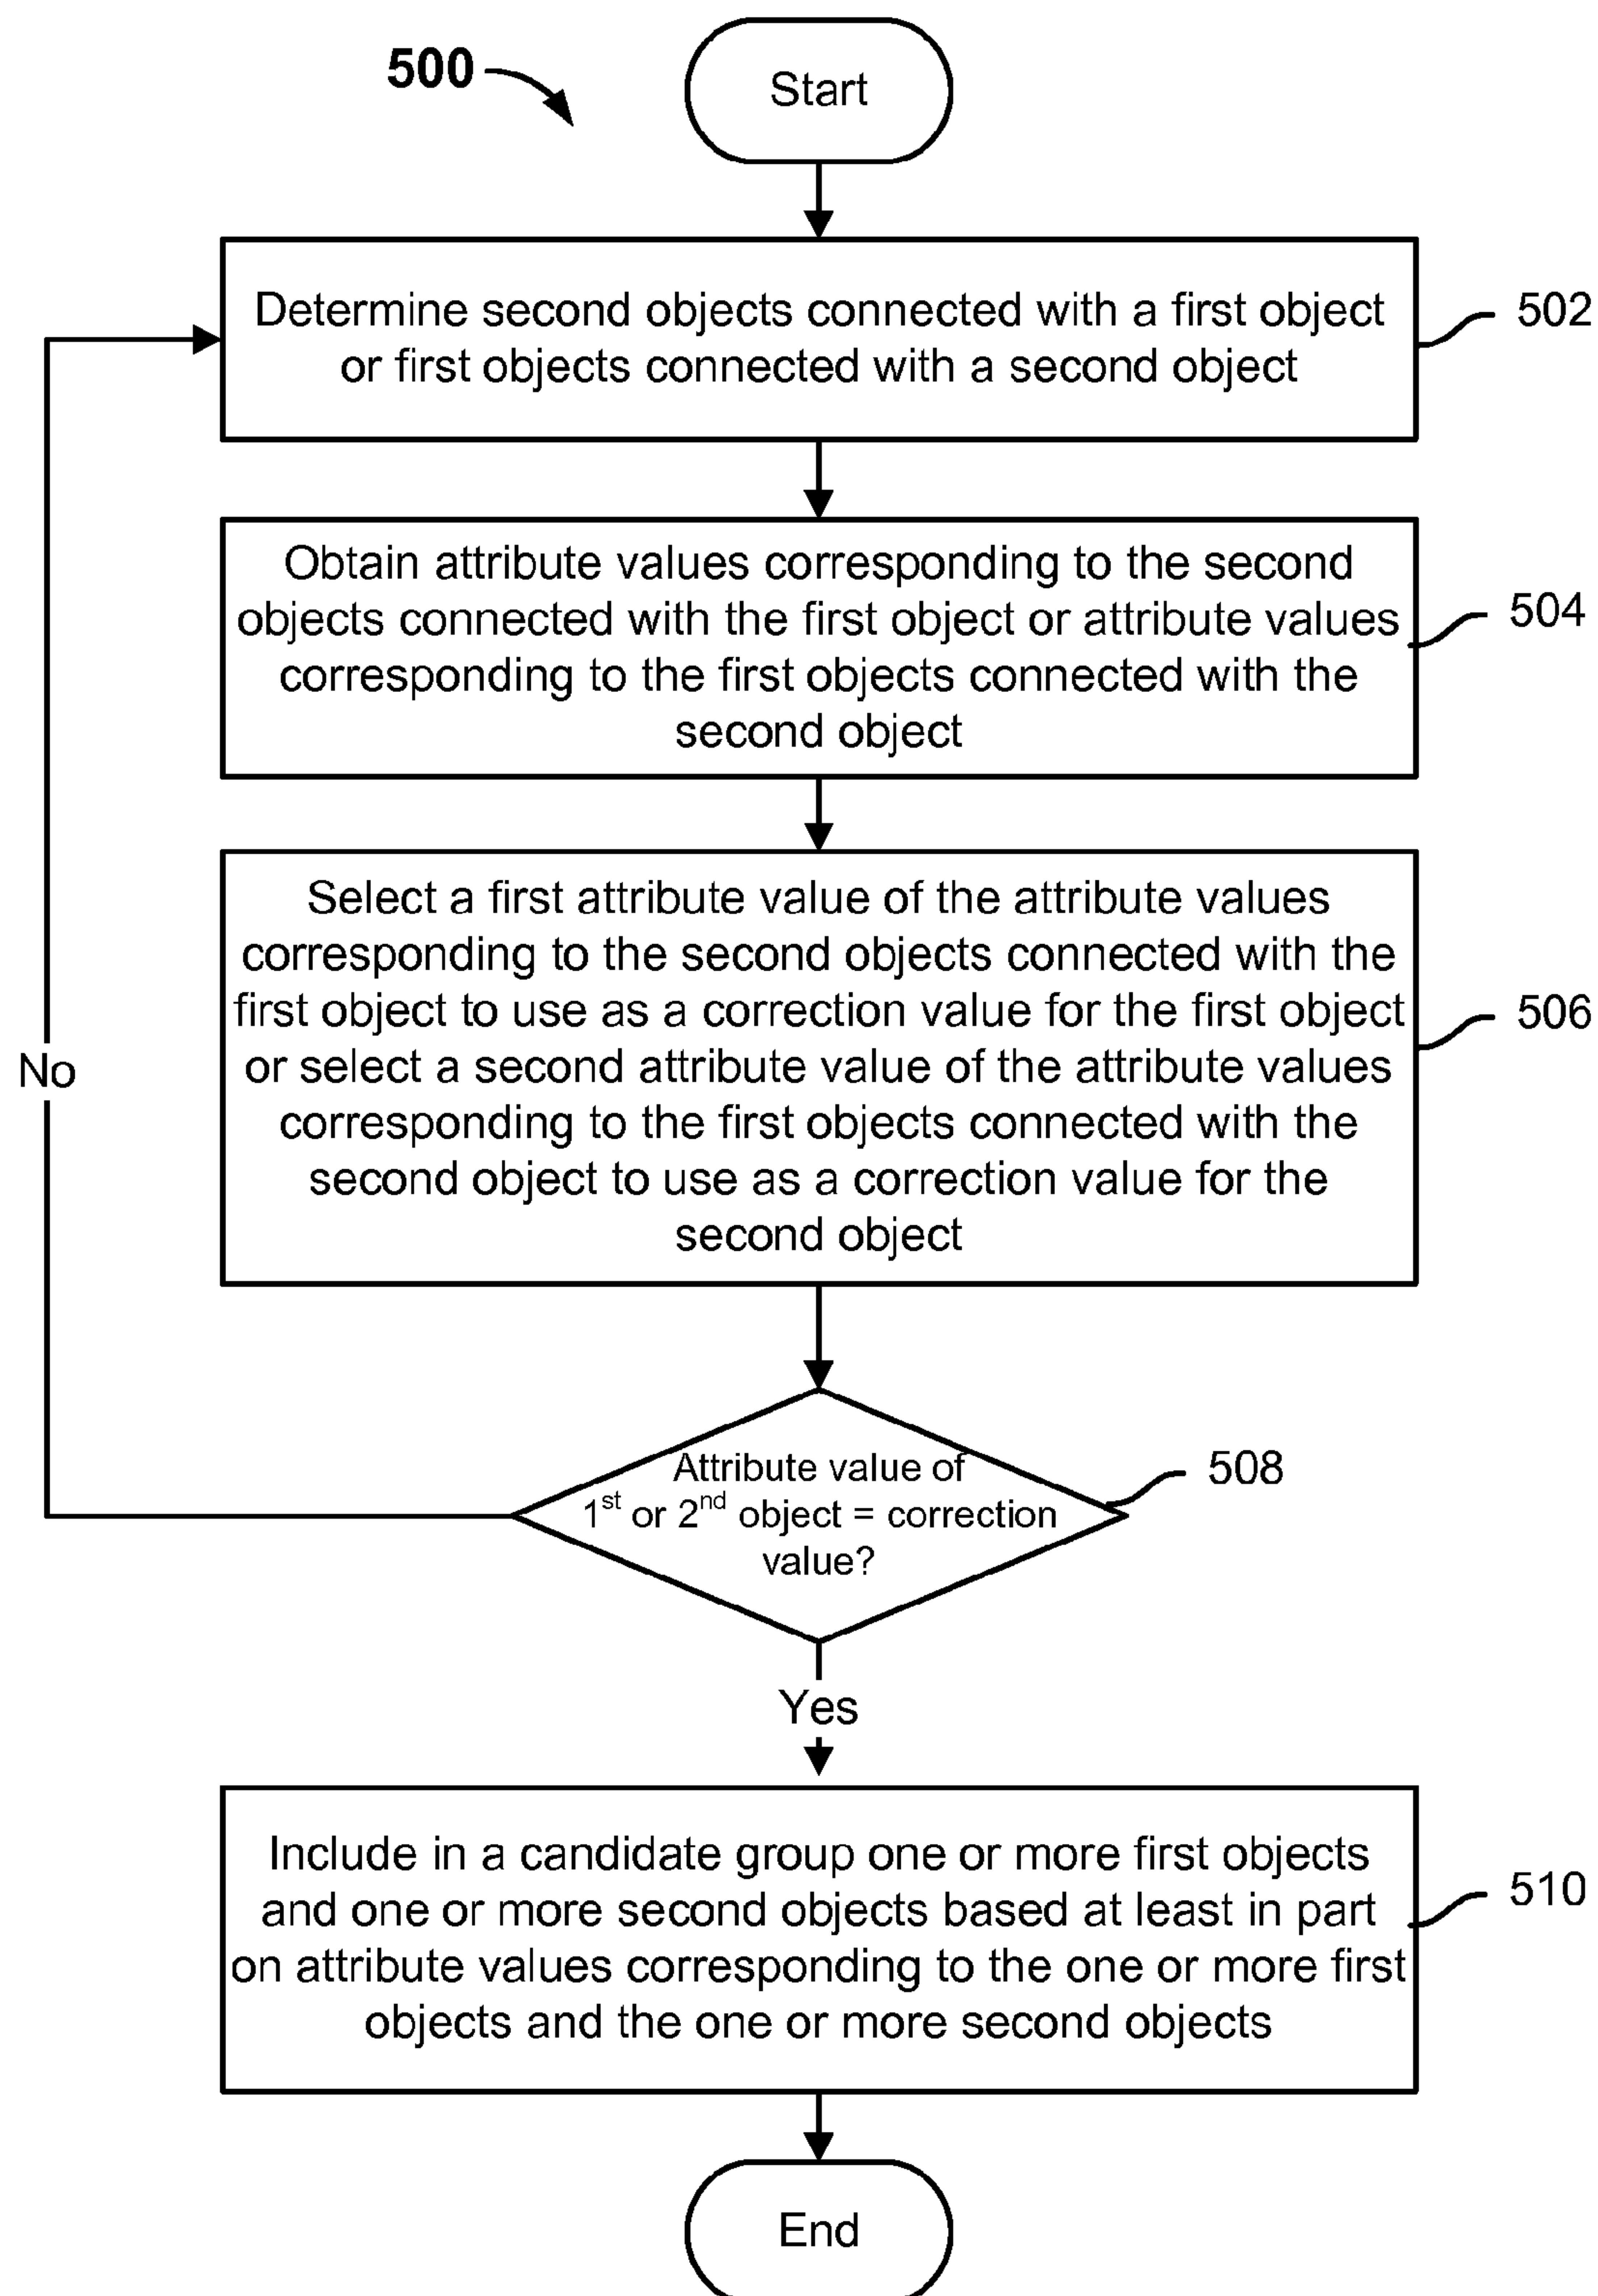 500
Start
Determine second objects connected with a first object
or first objects connected with a second object
502
Obtain attribute values corresponding to the second
objects connected with the first object or attribute values
corresponding to the first objects connected with the
second object
504
Select a first attribute value of the attribute values
corresponding to the second objects connected with the
first object to use as a correction value for the first object
or select a second attribute value of the attribute values
corresponding to the first objects connected with the
second object to use as a correction value for the
second object
506
No
Attribute value of
1st or 2nd object = correction
value?
508
Yes
Include in a candidate group one or more first objects
and one or more second objects based at least in part
on attribute values corresponding to the one or more first
objects and the one or more second objects
510
End